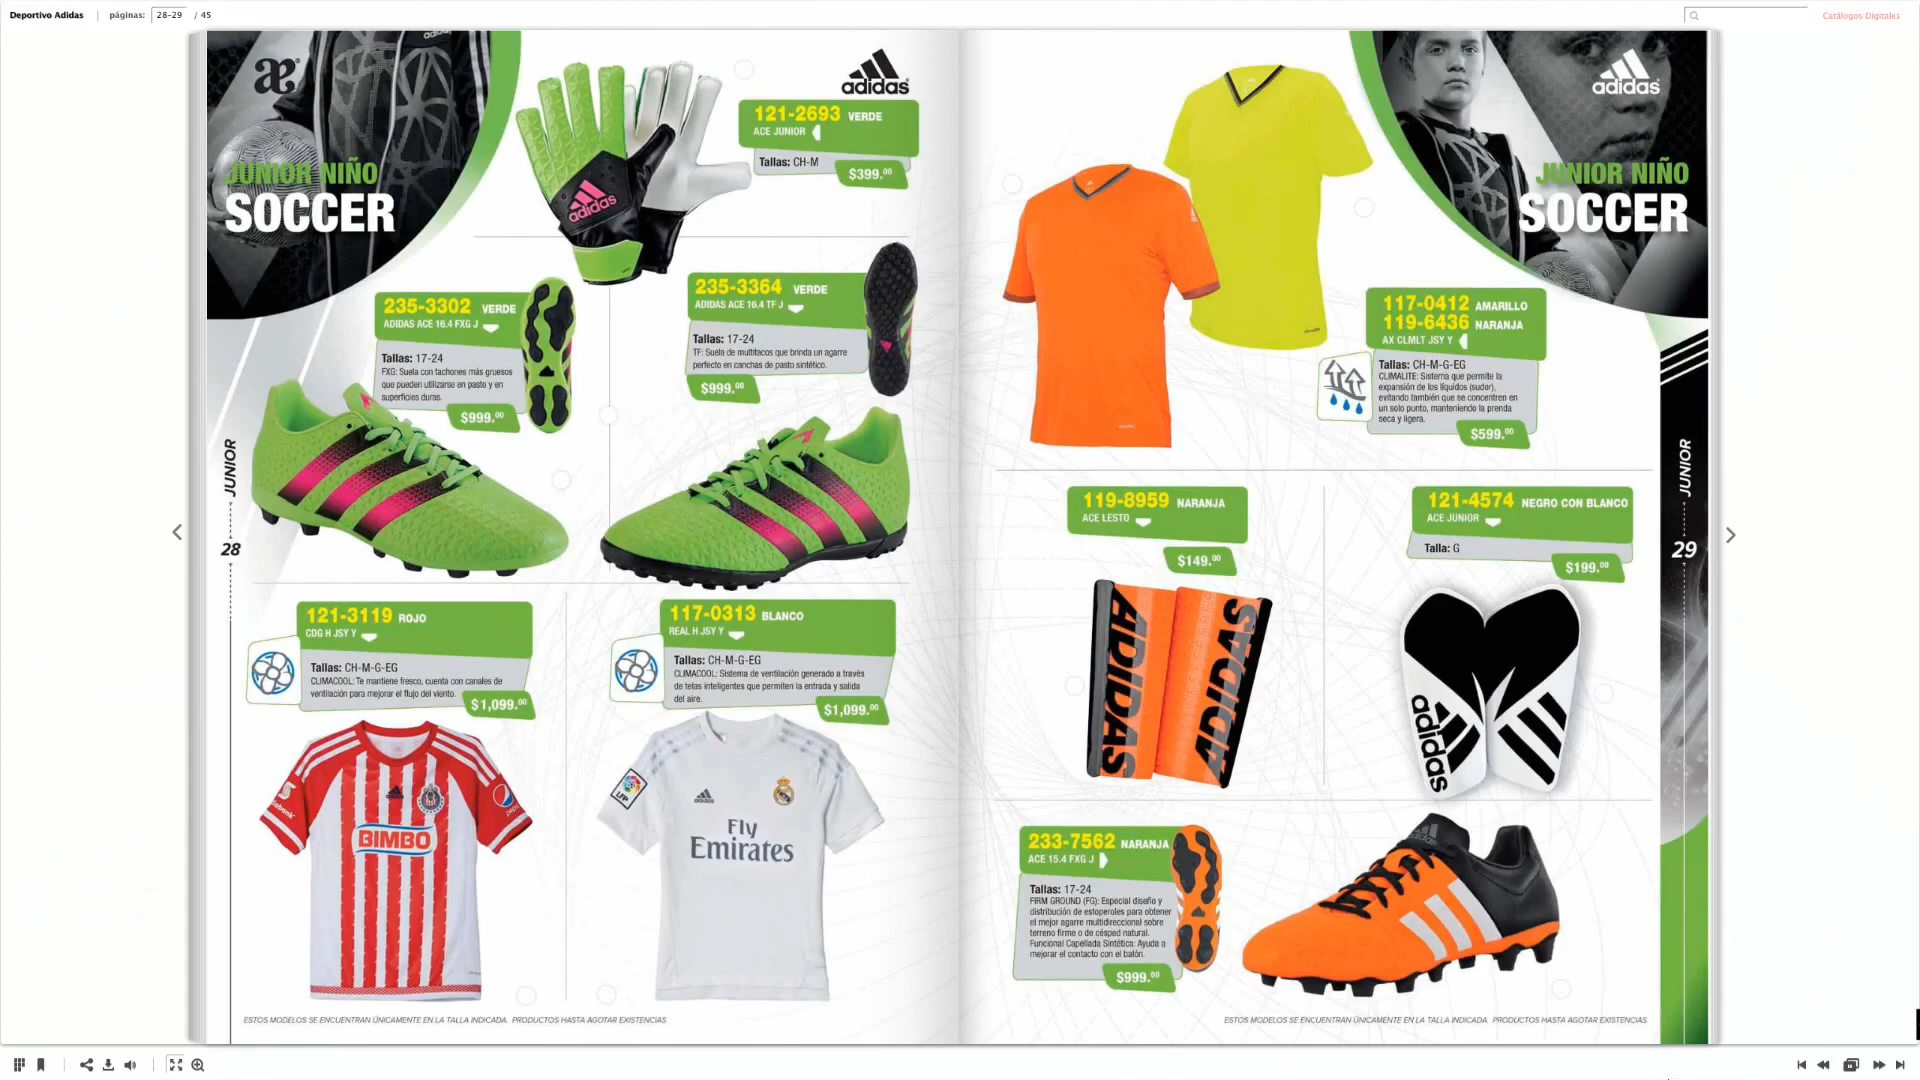 Deportivo Adidas
páginas: 28-29 / 45
Catálogos Digitales
JUNIOR NIÑO
SOCCER
adidas
121-2693 VERDE
ACE JUNIOR
Tallas: CH-M
$399.00
adidas
235-3302 VERDE
ADIDAS ACE 16.4 FXG J
Tallas: 17-24
FXG: Suela con tachones más gruesos
que pueden utilizarse en pasto y en
superficies duras.
$999.00
235-3364 VERDE
ADIDAS ACE 16.4 TF J
Tallas: 17-24
TF: Suela de multitacos que brinda un agarre
perfecto en canchas de pasto sintético.
$999.00
JUNIOR
28
121-3119 ROJO
CDG H JSY Y
Tallas: CH-M-G-EG
CLIMACOOL: Te mantiene fresco, cuenta con canales de
ventilación para mejorar el flujo del viento.
$1,099.00
117-0313 BLANCO
REAL H JSY Y
Tallas: CH-M-G-EG
CLIMACOOL: Sistema de ventilación generado a través
de telas inteligentes que permiten la entrada y salida
del aire.
$1,099.00
BIMBO
pepsi
LFP
adidas
Fly
Emirates
ESTOS MODELOS SE ENCUENTRAN ÚNICAMENTE EN LA TALLA INDICADA. PRODUCTOS HASTA AGOTAR EXISTENCIAS
adidas
JUNIOR NIÑO
SOCCER
117-0412 AMARILLO
119-6436 NARANJA
AX CLMLT JSY Y
Tallas: CH-M-G-EG
CLIMALITE: Sistema que permite la
expansión de los líquidos (sudor),
evitando también que se concentren en
un solo punto, manteniendo la prenda
seca y ligera.
$599.00
119-8959 NARANJA
ACE LESTO
$149.00
ADIDAS
ADIDAS
121-4574 NEGRO CON BLANCO
ACE JUNIOR
Talla: G
$199.00
adidas
JUNIOR
29
233-7562 NARANJA
ACE 15.4 FXG J
Tallas: 17-24
FIRM GROUND (FG): Especial diseño y
distribución de estoperoles para obtener
el mejor agarre multidireccional sobre
terreno firme o de césped natural.
Funcional Capellada Sintética: Ayuda a
mejorar el contacto con el balón.
$999.00
adidas
ESTOS MODELOS SE ENCUENTRAN ÚNICAMENTE EN LA TALLA INDICADA. PRODUCTOS HASTA AGOTAR EXISTENCIAS.